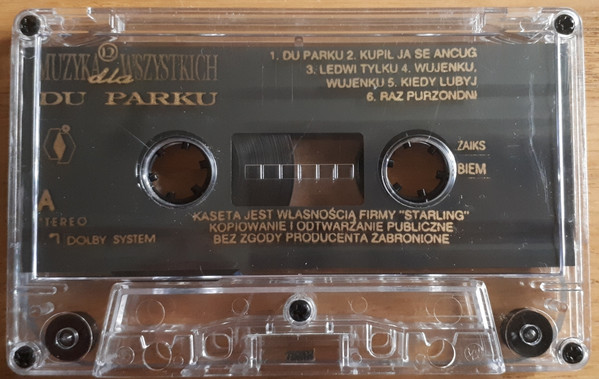 MUZYKA 12 WSZYSTKICH
dla
DU PARKU
1. DU PARKU 2. KUPIŁ JA SE ANCUG
3. LEDWI TYLKU 4. WUJENKU,
WUJENKU 5. KIEDY LUBYJ
6. RAZ PURZONDNI
ZAIKS
BIEM
A
STEREO
DOLBY SYSTEM
KASETA JEST WŁASNOŚCIĄ FIRMY "STARLING"
KOPIOWANIE I ODTWARZANIE PUBLICZNE
BEZ ZGODY PRODUCENTA ZABRONIONE